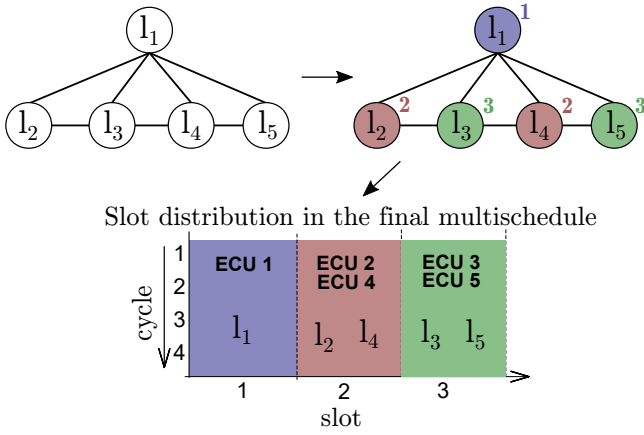 l₁
l₂ l₃ l₄ l₅
l₁ 1
l₂ 2 l₃ 3 l₄ 2 l₅ 3
Slot distribution in the final multischedule
cycle
1
2
3
4
ECU 1
l₁
ECU 2
ECU 4
l₂ l₄
ECU 3
ECU 5
l₃ l₅
1 2 3
slot